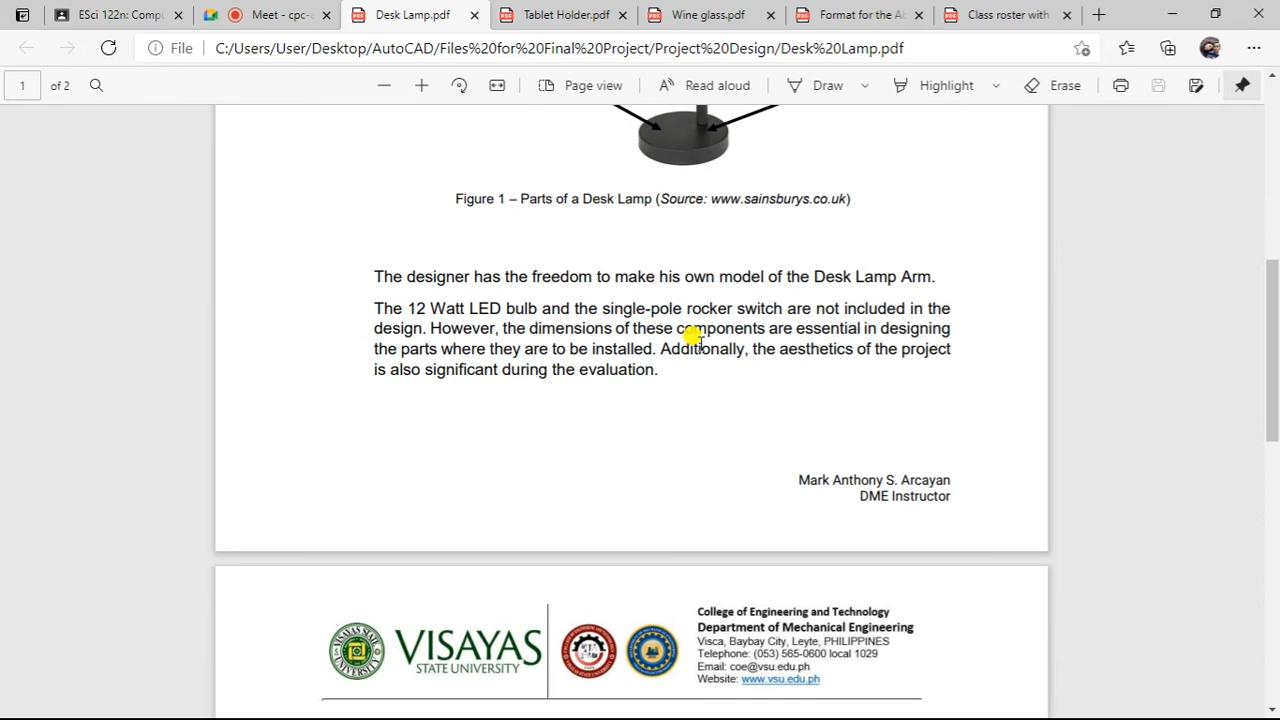 ESci 122n: Compu
Meet - cpc-a
Desk Lamp.pdf
Tablet Holder.pdf
Wine glass.pdf
Format for the Ab
Class roster with
File
C:/Users/User/Desktop/AutoCAD/Files%20for%20Final%20Project/Project%20Design/Desk%20Lamp.pdf
1 of 2
Page view
Read aloud
Draw
Highlight
Erase
Figure 1 – Parts of a Desk Lamp (Source: www.sainsburys.co.uk)
The designer has the freedom to make his own model of the Desk Lamp Arm.
The 12 Watt LED bulb and the single-pole rocker switch are not included in the
design. However, the dimensions of these components are essential in designing
the parts where they are to be installed. Additionally, the aesthetics of the project
is also significant during the evaluation.
Mark Anthony S. Arcayan
DME Instructor
VISAYAS
STATE UNIVERSITY
College of Engineering and Technology
Department of Mechanical Engineering
Visca, Baybay City, Leyte, PHILIPPINES
Telephone: (053) 565-0600 local 1029
Email: coe@vsu.edu.ph
Website: www.vsu.edu.ph